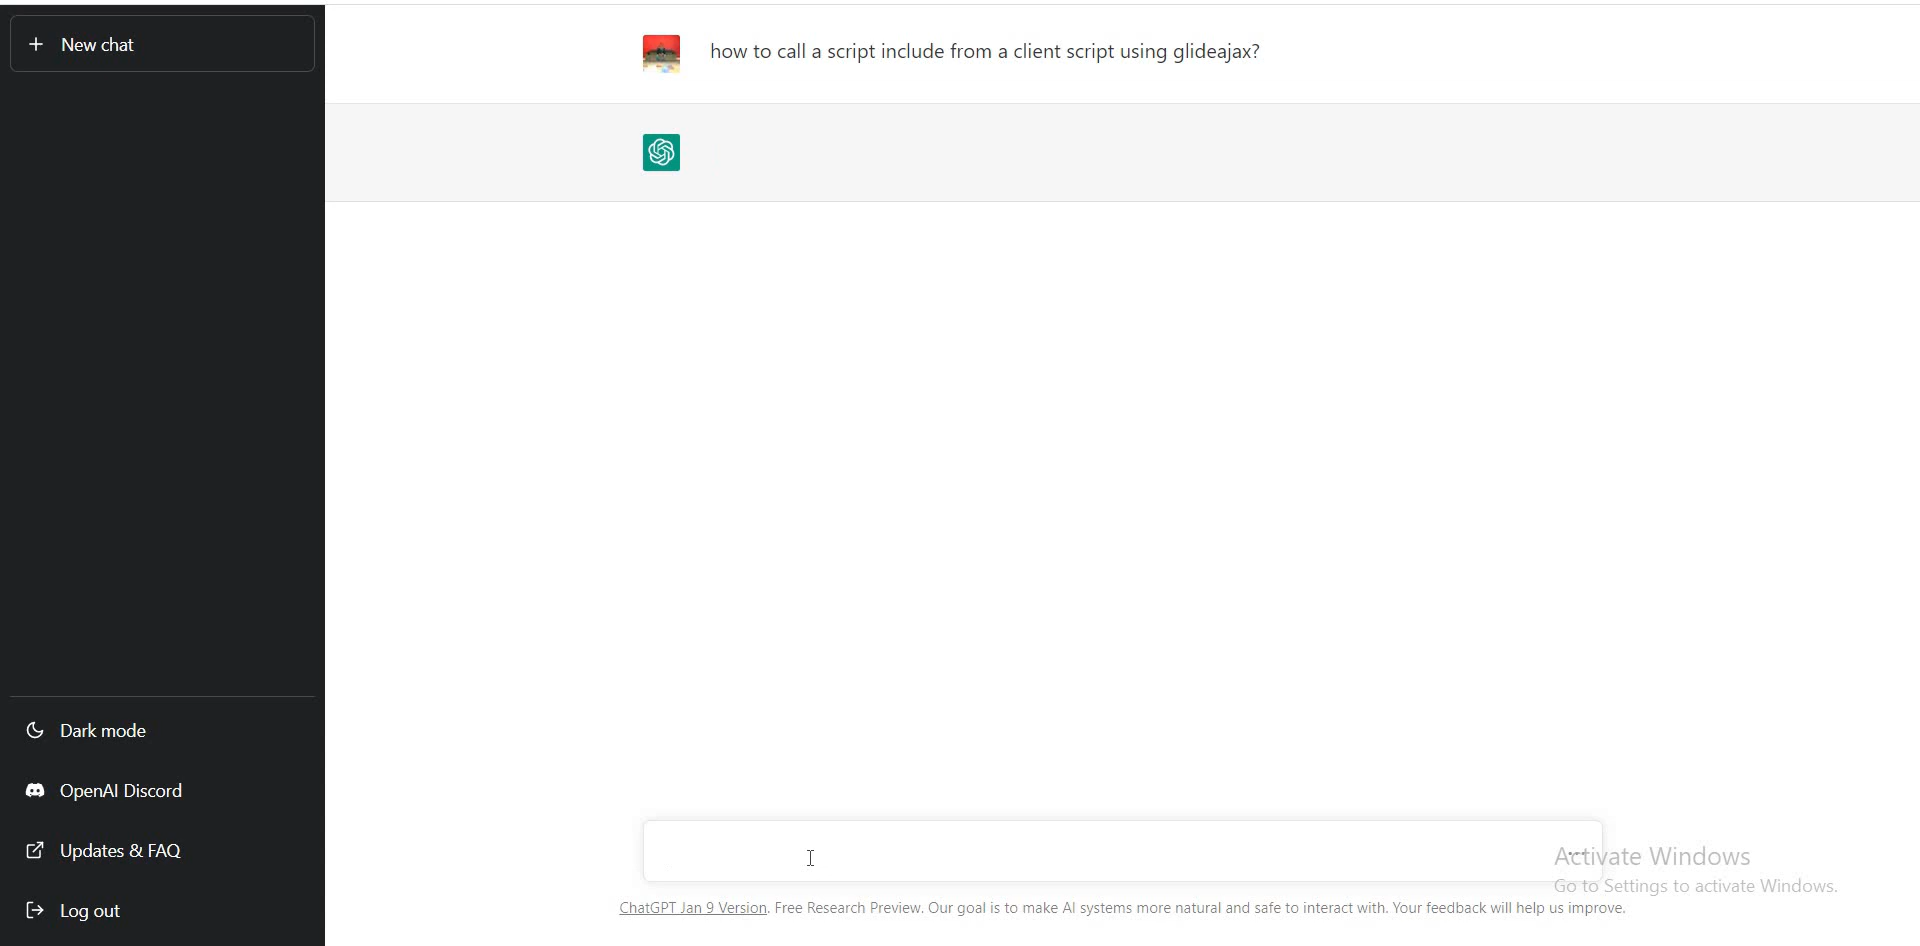 New chat
how to call a script include from a client script using glideajax?
Dark mode
OpenAI Discord
Updates & FAQ
Log out
Activate Windows
Go to Settings to activate Windows.
ChatGPT Jan 9 Version. Free Research Preview. Our goal is to make AI systems more natural and safe to interact with. Your feedback will help us improve.